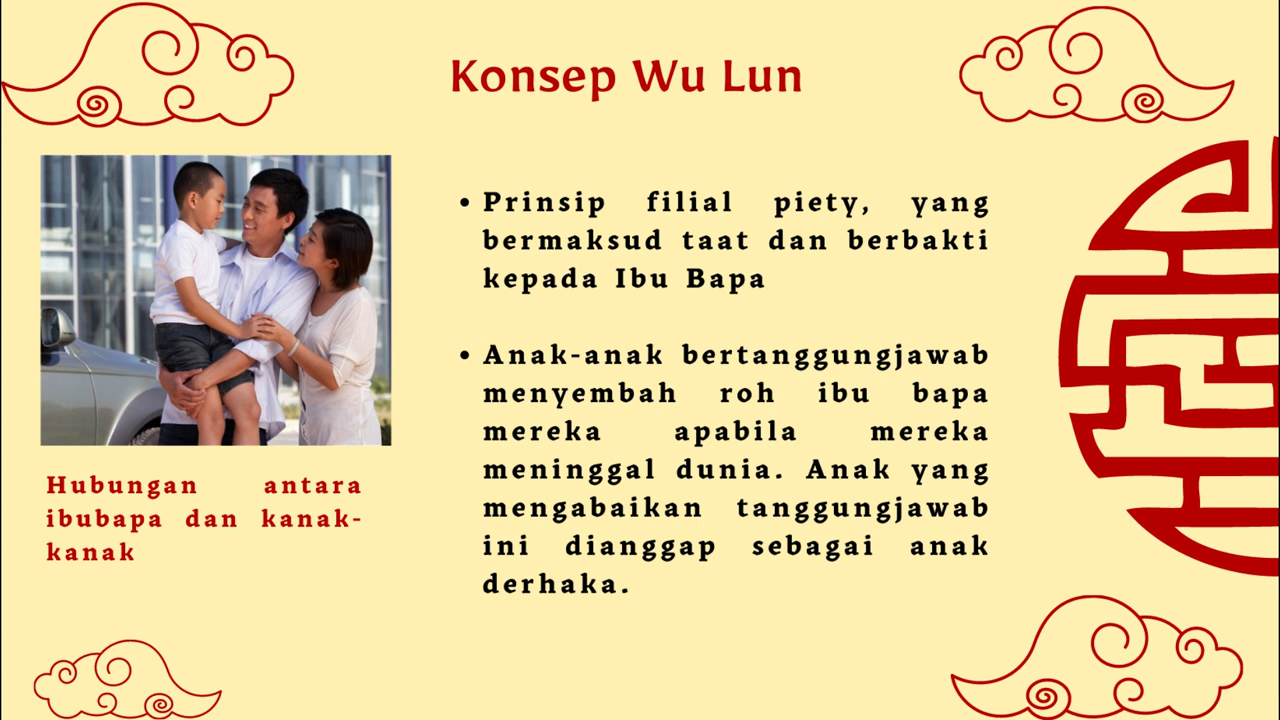 Konsep Wu Lun
• Prinsip filial piety, yang
bermaksud taat dan berbakti
kepada Ibu Bapa
• Anak-anak bertanggungjawab
menyembah roh ibu bapa
mereka apabila mereka
meninggal dunia. Anak yang
mengabaikan tanggungjawab
ini dianggap sebagai anak
derhaka.
Hubungan antara
ibubapa dan kanak-
kanak